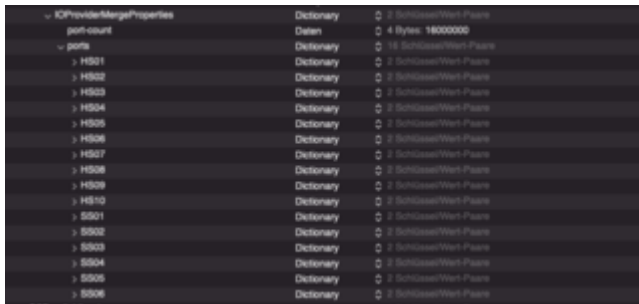 IOProviderMergeProperties Dictionary 2 Schlüssel/Wert-Paare
port-count Daten 4 Bytes: 16000000
ports Dictionary 16 Schlüssel/Wert-Paare
HS01 Dictionary 2 Schlüssel/Wert-Paare
HS02 Dictionary 2 Schlüssel/Wert-Paare
HS03 Dictionary 2 Schlüssel/Wert-Paare
HS04 Dictionary 2 Schlüssel/Wert-Paare
HS05 Dictionary 2 Schlüssel/Wert-Paare
HS06 Dictionary 2 Schlüssel/Wert-Paare
HS07 Dictionary 2 Schlüssel/Wert-Paare
HS08 Dictionary 2 Schlüssel/Wert-Paare
HS09 Dictionary 2 Schlüssel/Wert-Paare
HS10 Dictionary 2 Schlüssel/Wert-Paare
SS01 Dictionary 2 Schlüssel/Wert-Paare
SS02 Dictionary 2 Schlüssel/Wert-Paare
SS03 Dictionary 2 Schlüssel/Wert-Paare
SS04 Dictionary 2 Schlüssel/Wert-Paare
SS05 Dictionary 2 Schlüssel/Wert-Paare
SS06 Dictionary 2 Schlüssel/Wert-Paare